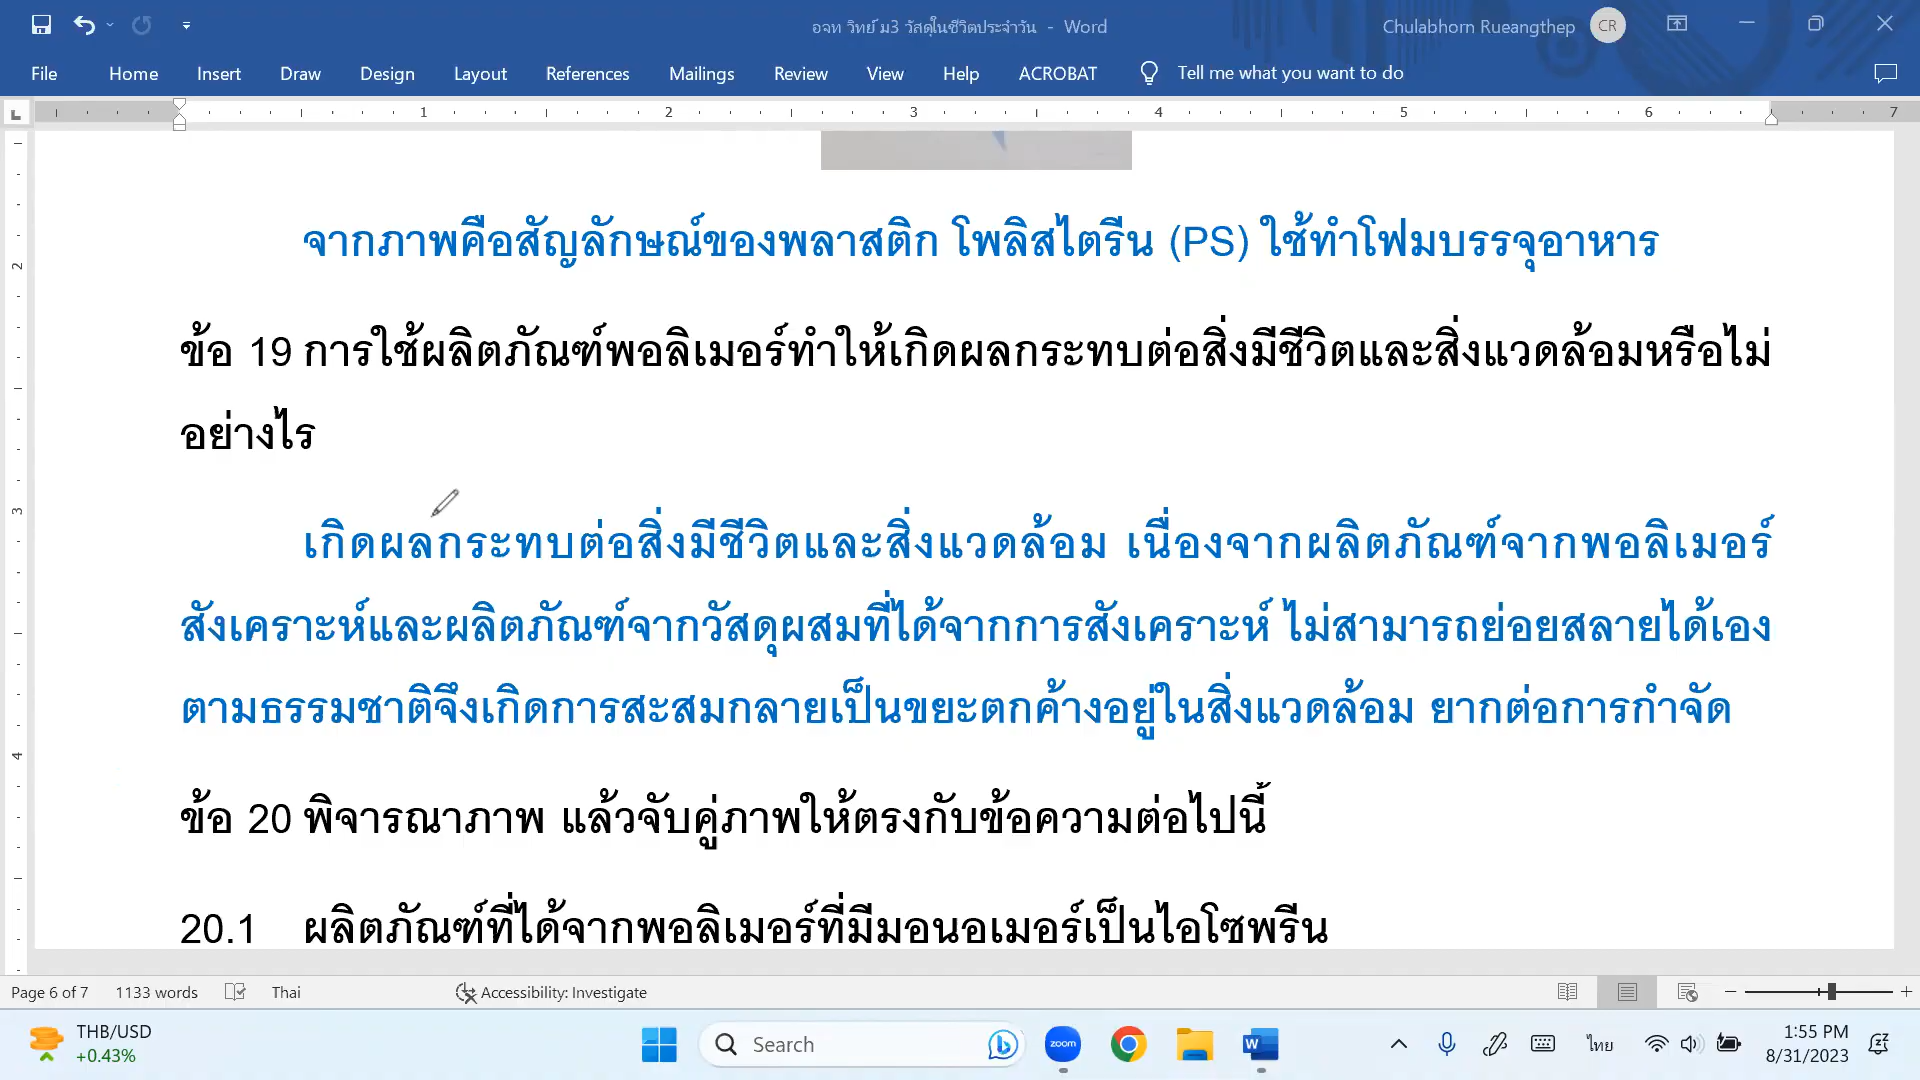 อจท วิทย์ ม3 วัสดุในชีวิตประจำวัน - Word
Chulabhorn Rueangthep CR
File Home Insert Draw Design Layout References Mailings Review View Help ACROBAT Tell me what you want to do
1 2 3 4 5 6 7
จากภาพคือสัญลักษณ์ของพลาสติก โพลิสไตรีน (PS) ใช้ทำโฟมบรรจุอาหาร
2
ข้อ 19 การใช้ผลิตภัณฑ์พอลิเมอร์ทำให้เกิดผลกระทบต่อสิ่งมีชีวิตและสิ่งแวดล้อมหรือไม่
อย่างไร
3
เกิดผลกระทบต่อสิ่งมีชีวิตและสิ่งแวดล้อม เนื่องจากผลิตภัณฑ์จากพอลิเมอร์
สังเคราะห์และผลิตภัณฑ์จากวัสดุผสมที่ได้จากการสังเคราะห์ ไม่สามารถย่อยสลายได้เอง
ตามธรรมชาติจึงเกิดการสะสมกลายเป็นขยะตกค้างอยู่ในสิ่งแวดล้อม ยากต่อการกำจัด
4
ข้อ 20 พิจารณาภาพ แล้วจับคู่ภาพให้ตรงกับข้อความต่อไปนี้
20.1 ผลิตภัณฑ์ที่ได้จากพอลิเมอร์ที่มีมอนอเมอร์เป็นไอโซพรีน
Page 6 of 7 1133 words Thai Accessibility: Investigate
THB/USD
+0.43%
Search
zoom
W
ไทย
1:55 PM
8/31/2023